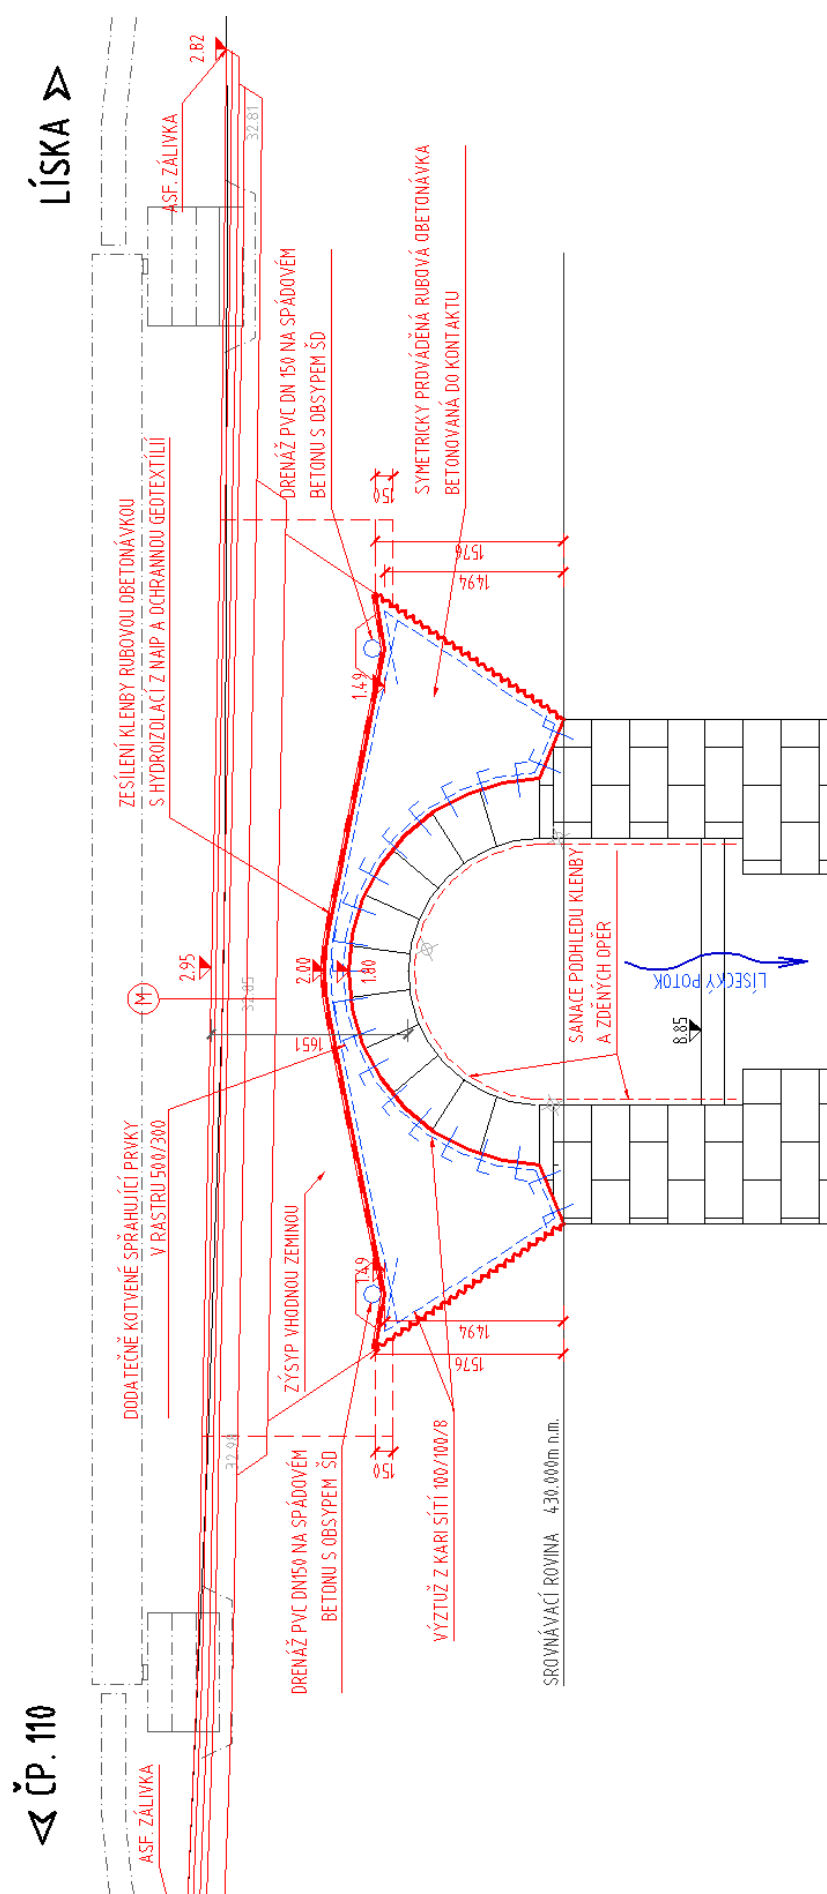 < ČP. 110
LÍSKA >
ASF. ZÁLIVKA
2.82
ASF. ZÁLIVKA
32.98
32.85
32.81
2.95
M
DODATEČNĚ KOTVENÉ SPŘAHUJÍCÍ PRVKY
V RASTRU 500/300
ZESÍLENÍ KLENBY RUBOVOU OBETONÁVKOU
S HYDROIZOLACÍ Z NAIP A OCHRANNOU GEOTEXTÍLIÍ
ZÝSYP VHODNOU ZEMINOU
2.00
1.80
1651
DRENÁŽ PVC DN150 NA SPÁDOVÉM
BETONU S OBSYPEM ŠD
DRENÁŽ PVC DN 150 NA SPÁDOVÉM
BETONU S OBSYPEM ŠD
1.49
1.49
150
150
1576
1494
1494
1576
VÝZTUŽ Z KARI SÍTÍ 100/100/8
SYMETRICKY PROVÁDĚNÁ RUBOVÁ OBETONÁVKA
BETONOVANÁ DO KONTAKTU
SROVNÁVACÍ ROVINA 430.000m n.m.
SANACE PODHLEDU KLENBY
A ZDĚNÝCH OPĚR
8.85
LÍSECKÝ POTOK